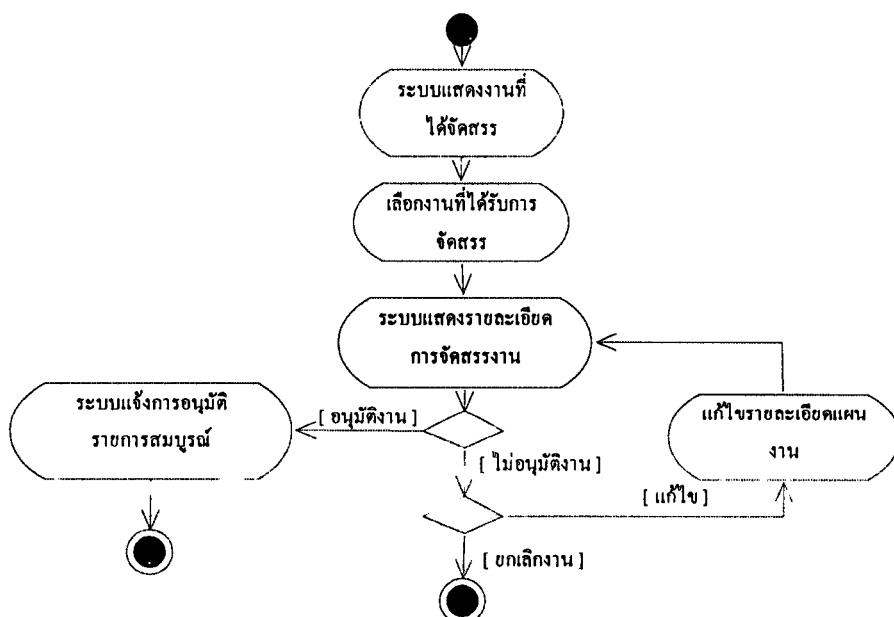 ระบบแสดงงานที่
ได้จัดสรร
เลือกงานที่ได้รับการ
จัดสรร
ระบบแสดงรายละเอียด
การจัดสรรงาน
ระบบแจ้งการอนุมัติ
รายการสมบูรณ์
[ อนุมัติงาน ]
แก้ไขรายละเอียดแผน
งาน
[ ไม่อนุมัติงาน ]
[ แก้ไข ]
[ ยกเลิกงาน ]